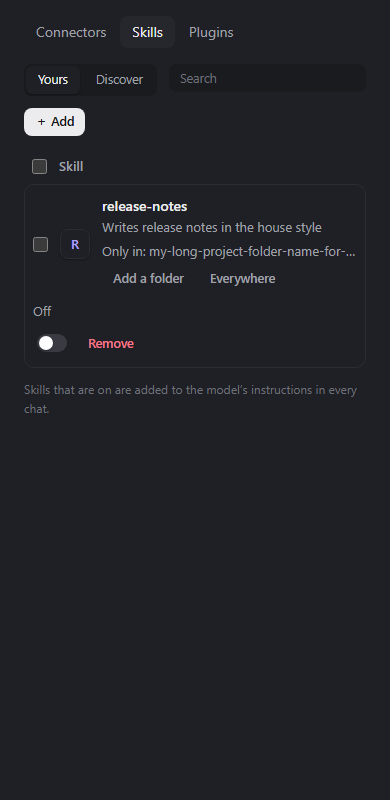 Connectors Skills Plugins
Yours Discover Search
+ Add
Skill
release-notes
Writes release notes in the house style
R
Only in: my-long-project-folder-name-for-...
Add a folder Everywhere
Off
Remove
Skills that are on are added to the model's instructions in every
chat.